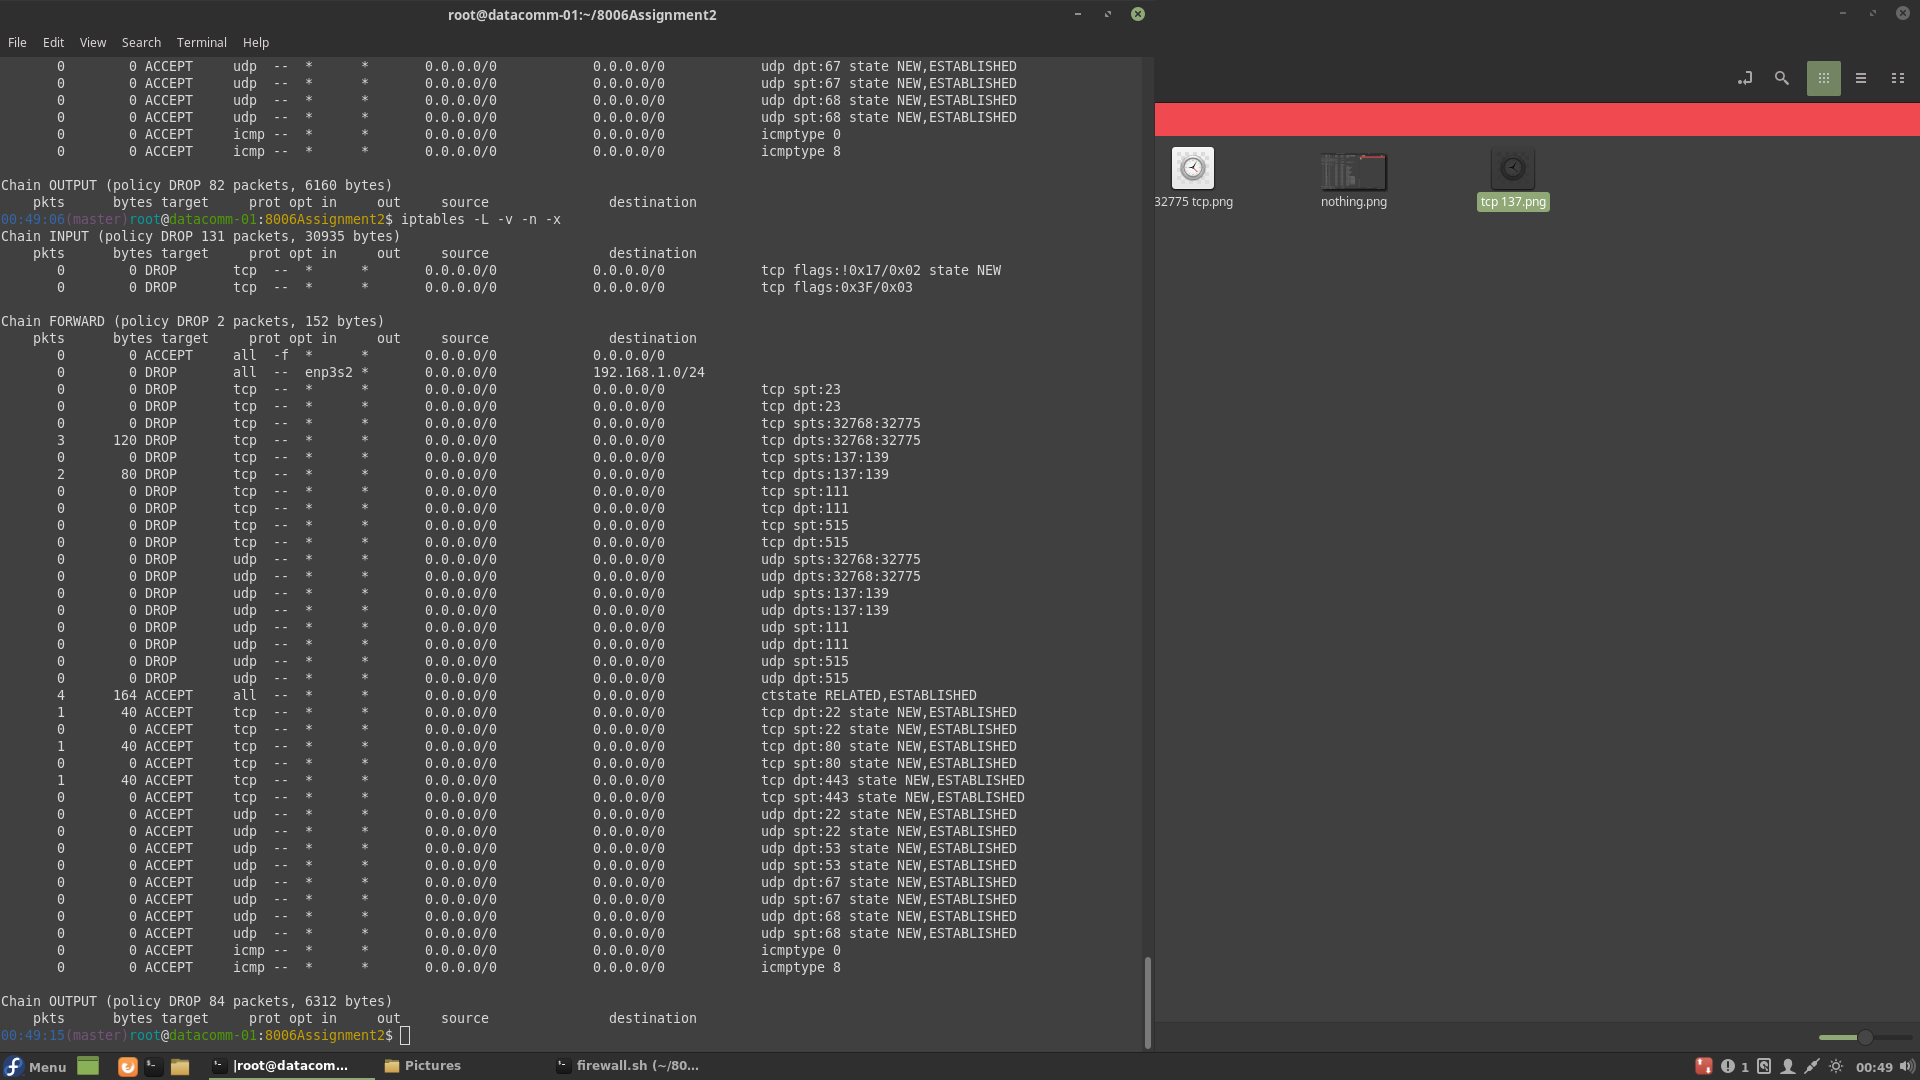 root@datacomm-01:~/8006Assignment2
File Edit View Search Terminal Help
0 0 ACCEPT udp -- * * 0.0.0.0/0 0.0.0.0/0 udp dpt:67 state NEW,ESTABLISHED
0 0 ACCEPT udp -- * * 0.0.0.0/0 0.0.0.0/0 udp spt:67 state NEW,ESTABLISHED
0 0 ACCEPT udp -- * * 0.0.0.0/0 0.0.0.0/0 udp dpt:68 state NEW,ESTABLISHED
0 0 ACCEPT udp -- * * 0.0.0.0/0 0.0.0.0/0 udp spt:68 state NEW,ESTABLISHED
0 0 ACCEPT icmp -- * * 0.0.0.0/0 0.0.0.0/0 icmptype 0
0 0 ACCEPT icmp -- * * 0.0.0.0/0 0.0.0.0/0 icmptype 8
Chain OUTPUT (policy DROP 82 packets, 6160 bytes)
pkts bytes target prot opt in out source destination
00:49:06(master)root@datacomm-01:8006Assignment2$ iptables -L -v -n -x
Chain INPUT (policy DROP 131 packets, 30935 bytes)
pkts bytes target prot opt in out source destination
0 0 DROP tcp -- * * 0.0.0.0/0 0.0.0.0/0 tcp flags:!0x17/0x02 state NEW
0 0 DROP tcp -- * * 0.0.0.0/0 0.0.0.0/0 tcp flags:0x3F/0x03
Chain FORWARD (policy DROP 2 packets, 152 bytes)
pkts bytes target prot opt in out source destination
0 0 ACCEPT all -f * * 0.0.0.0/0 0.0.0.0/0
0 0 DROP all -- enp3s2 * 0.0.0.0/0 192.168.1.0/24
0 0 DROP tcp -- * * 0.0.0.0/0 0.0.0.0/0 tcp spt:23
0 0 DROP tcp -- * * 0.0.0.0/0 0.0.0.0/0 tcp dpt:23
0 0 DROP tcp -- * * 0.0.0.0/0 0.0.0.0/0 tcp spts:32768:32775
3 120 DROP tcp -- * * 0.0.0.0/0 0.0.0.0/0 tcp dpts:32768:32775
0 0 DROP tcp -- * * 0.0.0.0/0 0.0.0.0/0 tcp spts:137:139
2 80 DROP tcp -- * * 0.0.0.0/0 0.0.0.0/0 tcp dpts:137:139
0 0 DROP tcp -- * * 0.0.0.0/0 0.0.0.0/0 tcp spt:111
0 0 DROP tcp -- * * 0.0.0.0/0 0.0.0.0/0 tcp dpt:111
0 0 DROP tcp -- * * 0.0.0.0/0 0.0.0.0/0 tcp spt:515
0 0 DROP tcp -- * * 0.0.0.0/0 0.0.0.0/0 tcp dpt:515
0 0 DROP udp -- * * 0.0.0.0/0 0.0.0.0/0 udp spts:32768:32775
0 0 DROP udp -- * * 0.0.0.0/0 0.0.0.0/0 udp dpts:32768:32775
0 0 DROP udp -- * * 0.0.0.0/0 0.0.0.0/0 udp spts:137:139
0 0 DROP udp -- * * 0.0.0.0/0 0.0.0.0/0 udp dpts:137:139
0 0 DROP udp -- * * 0.0.0.0/0 0.0.0.0/0 udp spt:111
0 0 DROP udp -- * * 0.0.0.0/0 0.0.0.0/0 udp dpt:111
0 0 DROP udp -- * * 0.0.0.0/0 0.0.0.0/0 udp spt:515
0 0 DROP udp -- * * 0.0.0.0/0 0.0.0.0/0 udp dpt:515
4 164 ACCEPT all -- * * 0.0.0.0/0 0.0.0.0/0 ctstate RELATED,ESTABLISHED
1 40 ACCEPT tcp -- * * 0.0.0.0/0 0.0.0.0/0 tcp dpt:22 state NEW,ESTABLISHED
0 0 ACCEPT tcp -- * * 0.0.0.0/0 0.0.0.0/0 tcp spt:22 state NEW,ESTABLISHED
1 40 ACCEPT tcp -- * * 0.0.0.0/0 0.0.0.0/0 tcp dpt:80 state NEW,ESTABLISHED
0 0 ACCEPT tcp -- * * 0.0.0.0/0 0.0.0.0/0 tcp spt:80 state NEW,ESTABLISHED
1 40 ACCEPT tcp -- * * 0.0.0.0/0 0.0.0.0/0 tcp dpt:443 state NEW,ESTABLISHED
0 0 ACCEPT tcp -- * * 0.0.0.0/0 0.0.0.0/0 tcp spt:443 state NEW,ESTABLISHED
0 0 ACCEPT udp -- * * 0.0.0.0/0 0.0.0.0/0 udp dpt:22 state NEW,ESTABLISHED
0 0 ACCEPT udp -- * * 0.0.0.0/0 0.0.0.0/0 udp spt:22 state NEW,ESTABLISHED
0 0 ACCEPT udp -- * * 0.0.0.0/0 0.0.0.0/0 udp dpt:53 state NEW,ESTABLISHED
0 0 ACCEPT udp -- * * 0.0.0.0/0 0.0.0.0/0 udp spt:53 state NEW,ESTABLISHED
0 0 ACCEPT udp -- * * 0.0.0.0/0 0.0.0.0/0 udp dpt:67 state NEW,ESTABLISHED
0 0 ACCEPT udp -- * * 0.0.0.0/0 0.0.0.0/0 udp spt:67 state NEW,ESTABLISHED
0 0 ACCEPT udp -- * * 0.0.0.0/0 0.0.0.0/0 udp dpt:68 state NEW,ESTABLISHED
0 0 ACCEPT udp -- * * 0.0.0.0/0 0.0.0.0/0 udp spt:68 state NEW,ESTABLISHED
0 0 ACCEPT icmp -- * * 0.0.0.0/0 0.0.0.0/0 icmptype 0
0 0 ACCEPT icmp -- * * 0.0.0.0/0 0.0.0.0/0 icmptype 8
Chain OUTPUT (policy DROP 84 packets, 6312 bytes)
pkts bytes target prot opt in out source destination
00:49:15(master)root@datacomm-01:8006Assignment2$
32775 tcp.png
nothing.png
tcp 137.png
Menu
|root@datacom...
Pictures
firewall.sh (~/80...
1
00:49